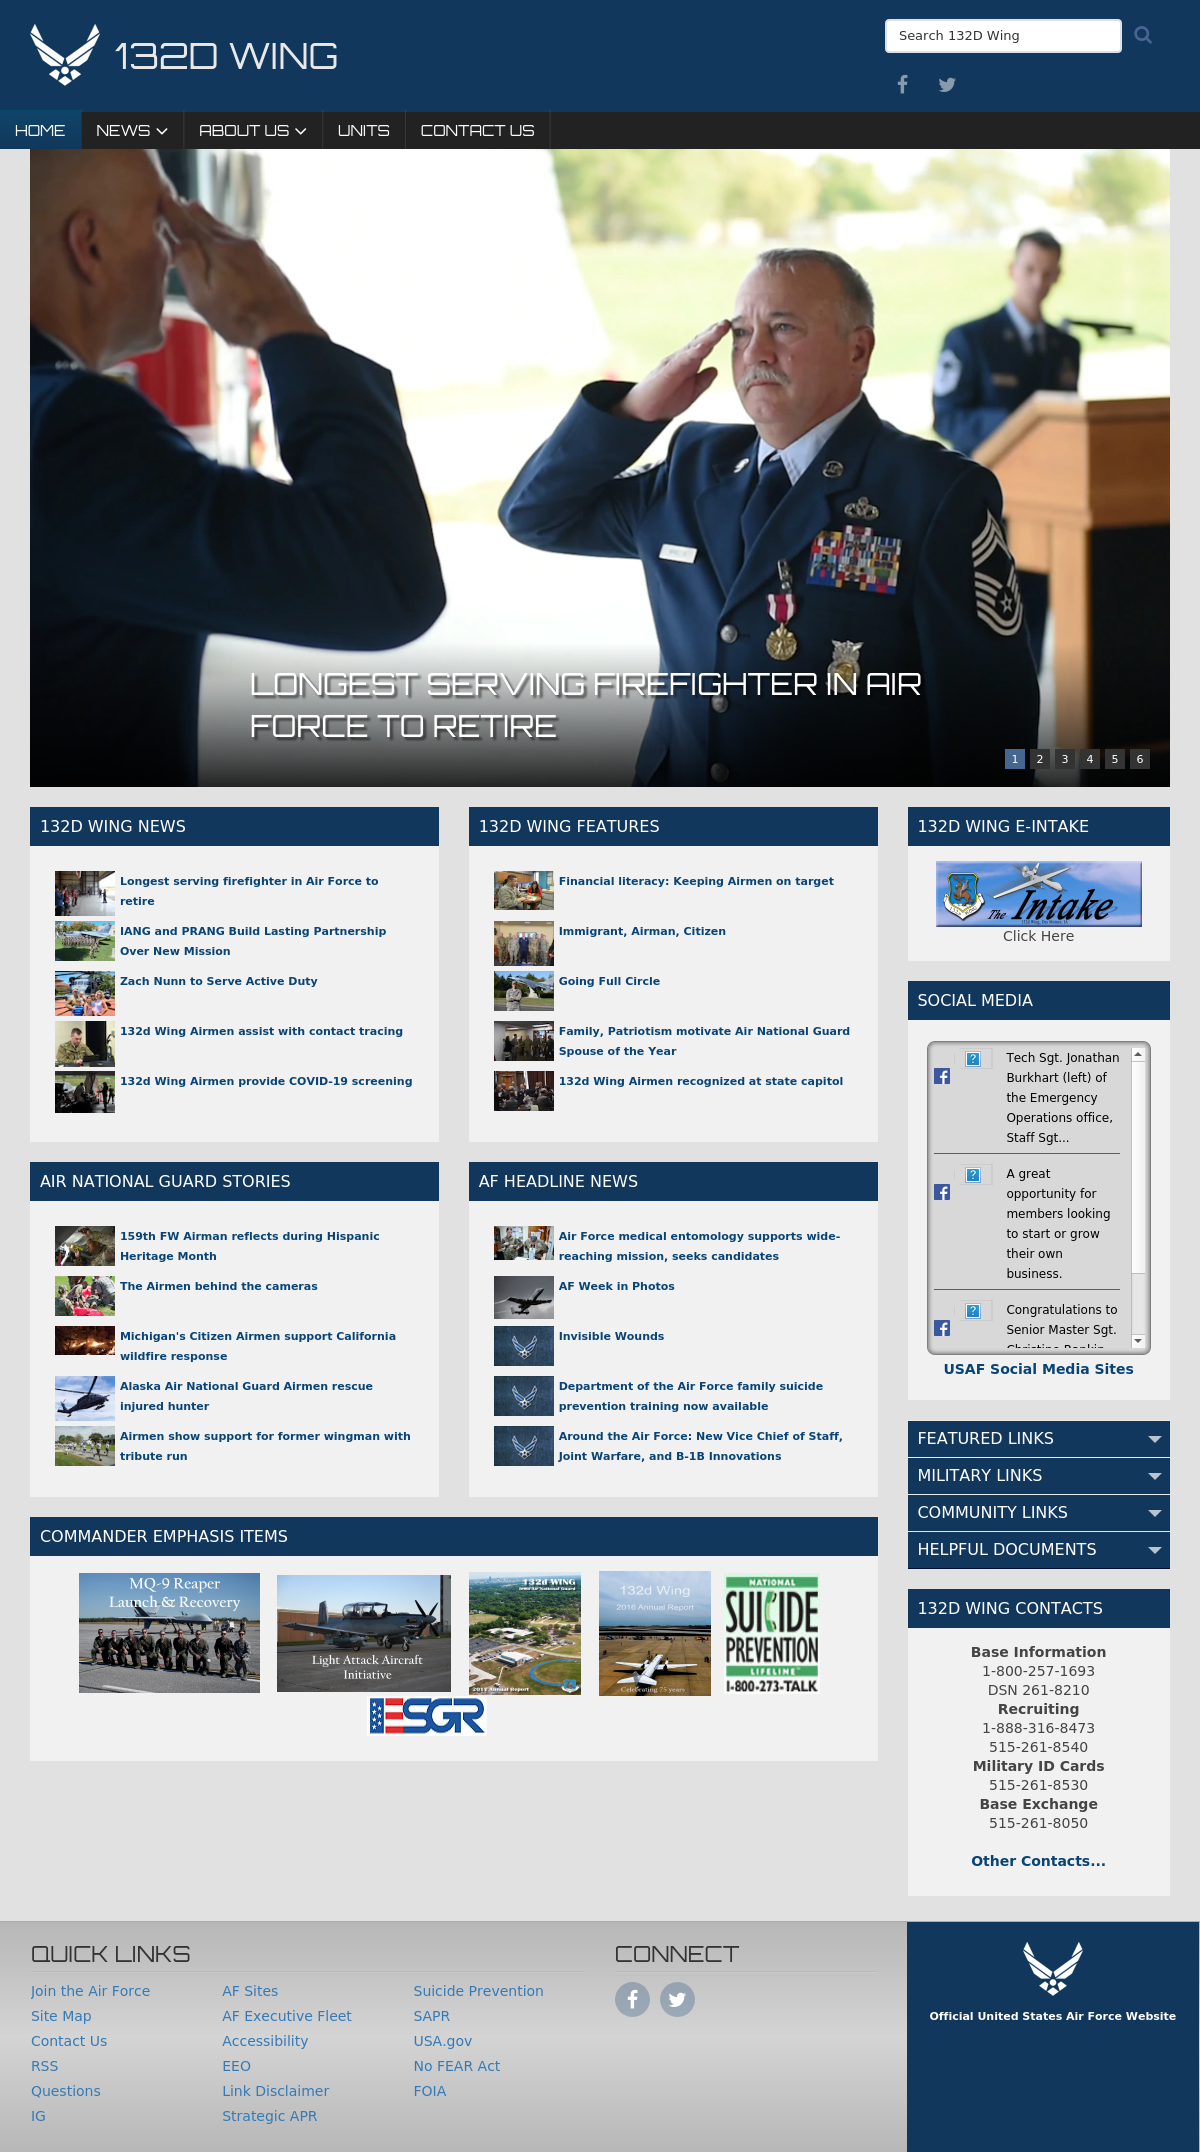 132D WING
Search 132D Wing
HOME
NEWS
ABOUT US
UNITS
CONTACT US
LONGEST SERVING FIREFIGHTER IN AIR
FORCE TO RETIRE
1 2 3 4 5 6
132D WING NEWS
Longest serving firefighter in Air Force to
retire
IANG and PRANG Build Lasting Partnership
Over New Mission
Zach Nunn to Serve Active Duty
132d Wing Airmen assist with contact tracing
132d Wing Airmen provide COVID-19 screening
132D WING FEATURES
Financial literacy: Keeping Airmen on target
Immigrant, Airman, Citizen
Going Full Circle
Family, Patriotism motivate Air National Guard
Spouse of the Year
132d Wing Airmen recognized at state capitol
132D WING E-INTAKE
The Intake
Click Here
SOCIAL MEDIA
Tech Sgt. Jonathan
Burkhart (left) of
the Emergency
Operations office,
Staff Sgt...
A great
opportunity for
members looking
to start or grow
their own
business.
Congratulations to
Senior Master Sgt.
USAF Social Media Sites
AIR NATIONAL GUARD STORIES
159th FW Airman reflects during Hispanic
Heritage Month
The Airmen behind the cameras
Michigan's Citizen Airmen support California
wildfire response
Alaska Air National Guard Airmen rescue
injured hunter
Airmen show support for former wingman with
tribute run
AF HEADLINE NEWS
Air Force medical entomology supports wide-
reaching mission, seeks candidates
AF Week in Photos
Invisible Wounds
Department of the Air Force family suicide
prevention training now available
Around the Air Force: New Vice Chief of Staff,
Joint Warfare, and B-1B Innovations
FEATURED LINKS
MILITARY LINKS
COMMUNITY LINKS
HELPFUL DOCUMENTS
COMMANDER EMPHASIS ITEMS
MQ-9 Reaper
Launch & Recovery
Light Attack Aircraft
Initiative
132d WING
2017 Annual Report
132d Wing
2016 Annual Report
Celebrating 75 years
NATIONAL
SUICIDE
PREVENTION
LIFELINE
1-800-273-TALK
ESGR
132D WING CONTACTS
Base Information
1-800-257-1693
DSN 261-8210
Recruiting
1-888-316-8473
515-261-8540
Military ID Cards
515-261-8530
Base Exchange
515-261-8050
Other Contacts...
QUICK LINKS
Join the Air Force
Site Map
Contact Us
RSS
Questions
IG
AF Sites
AF Executive Fleet
Accessibility
EEO
Link Disclaimer
Strategic APR
Suicide Prevention
SAPR
USA.gov
No FEAR Act
FOIA
CONNECT
Official United States Air Force Website